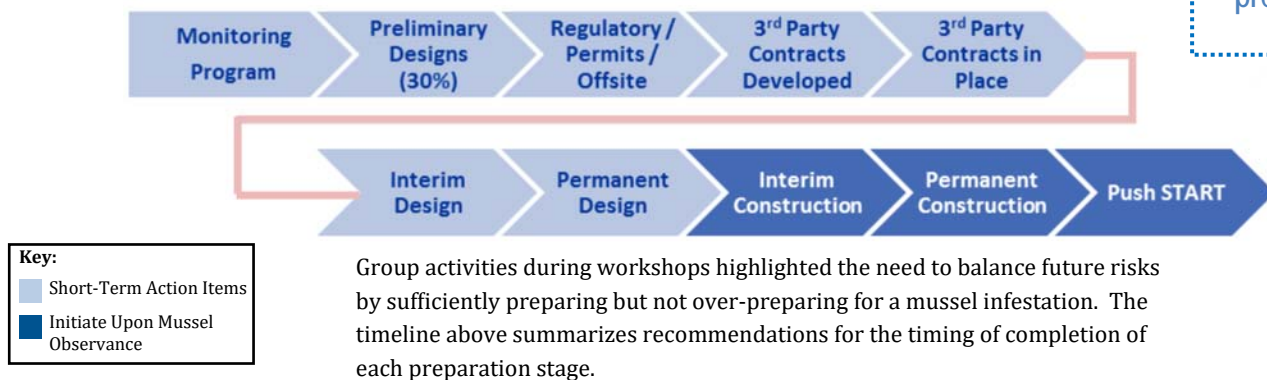 Monitoring
Program
Preliminary
Designs
(30%)
Regulatory /
Permits /
Offsite
3rd Party
Contracts
Developed
3rd Party
Contracts in
Place
Interim
Design
Permanent
Design
Interim
Construction
Permanent
Construction
Push START
Key:
Short-Term Action Items
Initiate Upon Mussel
Observance
Group activities during workshops highlighted the need to balance future risks
by sufficiently preparing but not over-preparing for a mussel infestation. The
timeline above summarizes recommendations for the timing of completion of
each preparation stage.